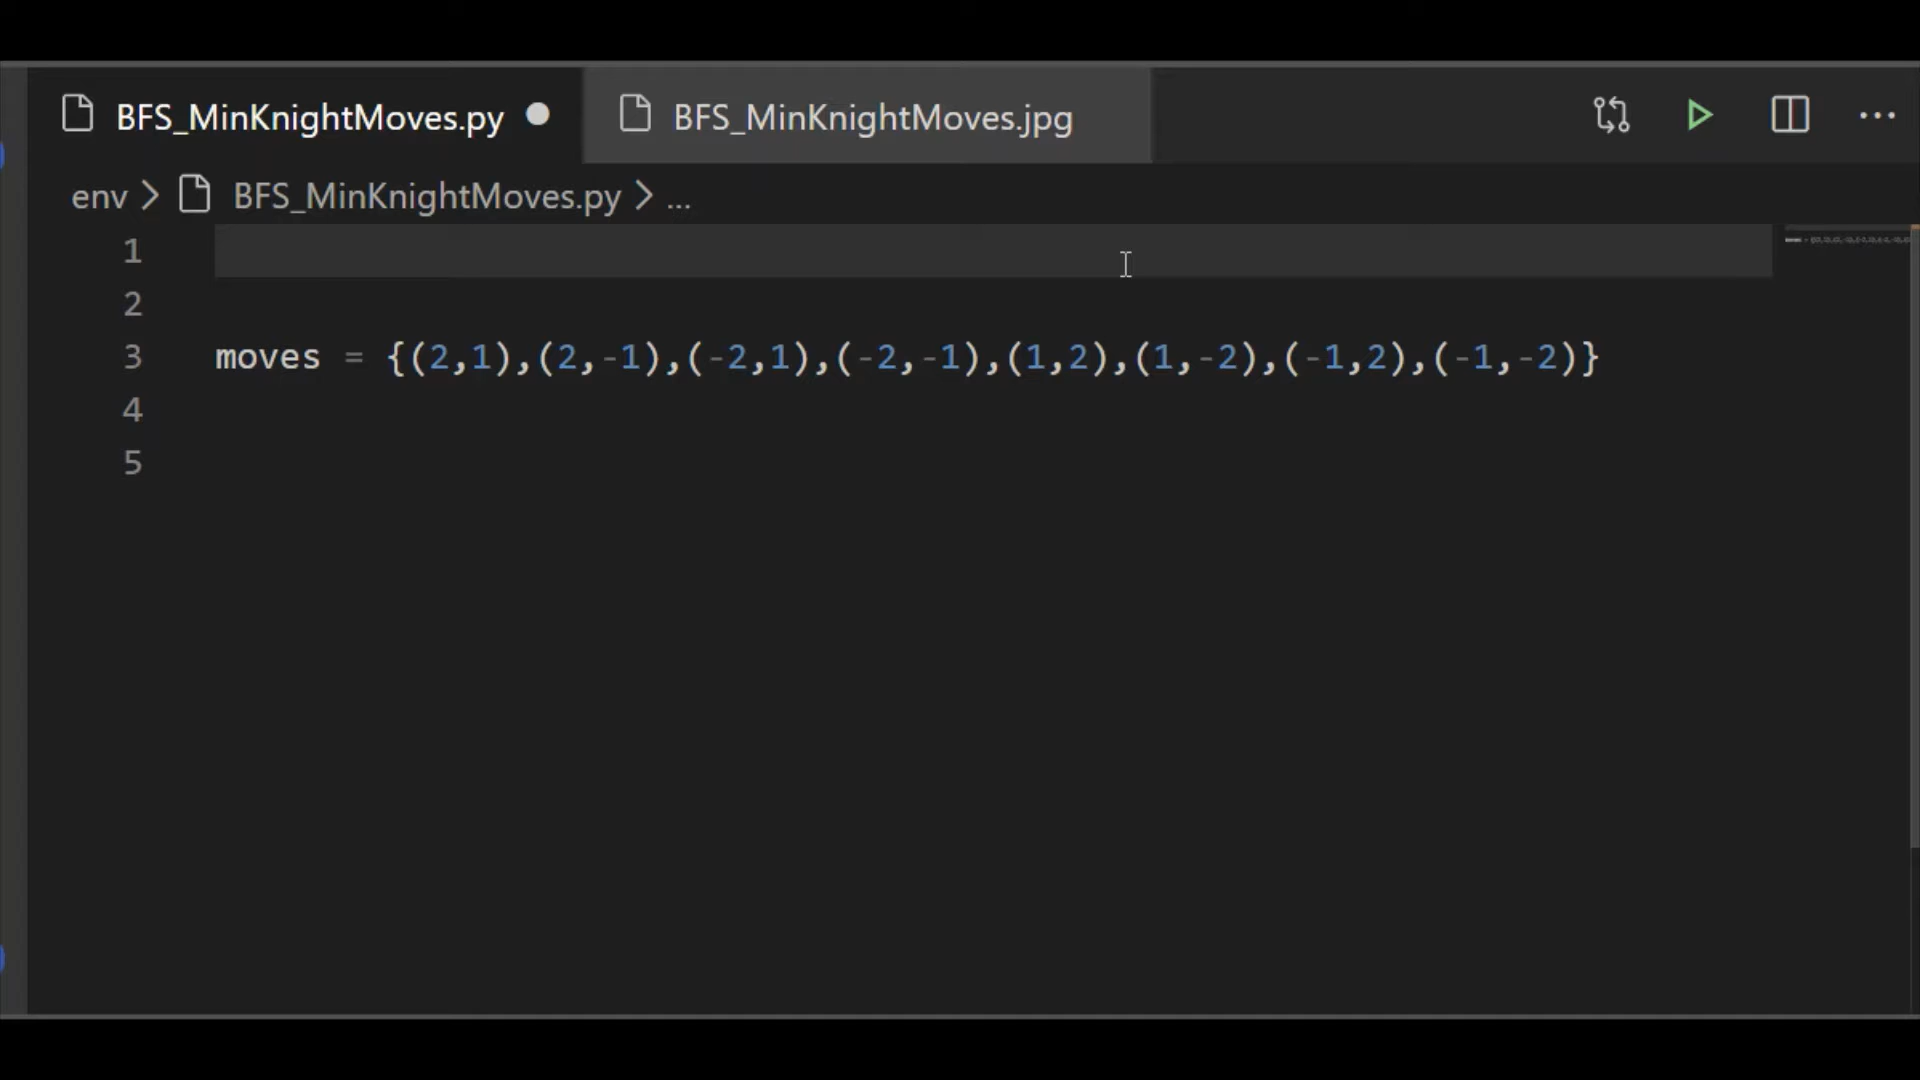 BFS_MinKnightMoves.py ● BFS_MinKnightMoves.jpg ...
env > BFS_MinKnightMoves.py > ...
1
2
3 moves = {(2,1),(2,-1),(-2,1),(-2,-1),(1,2),(1,-2),(-1,2),(-1,-2)}
4
5